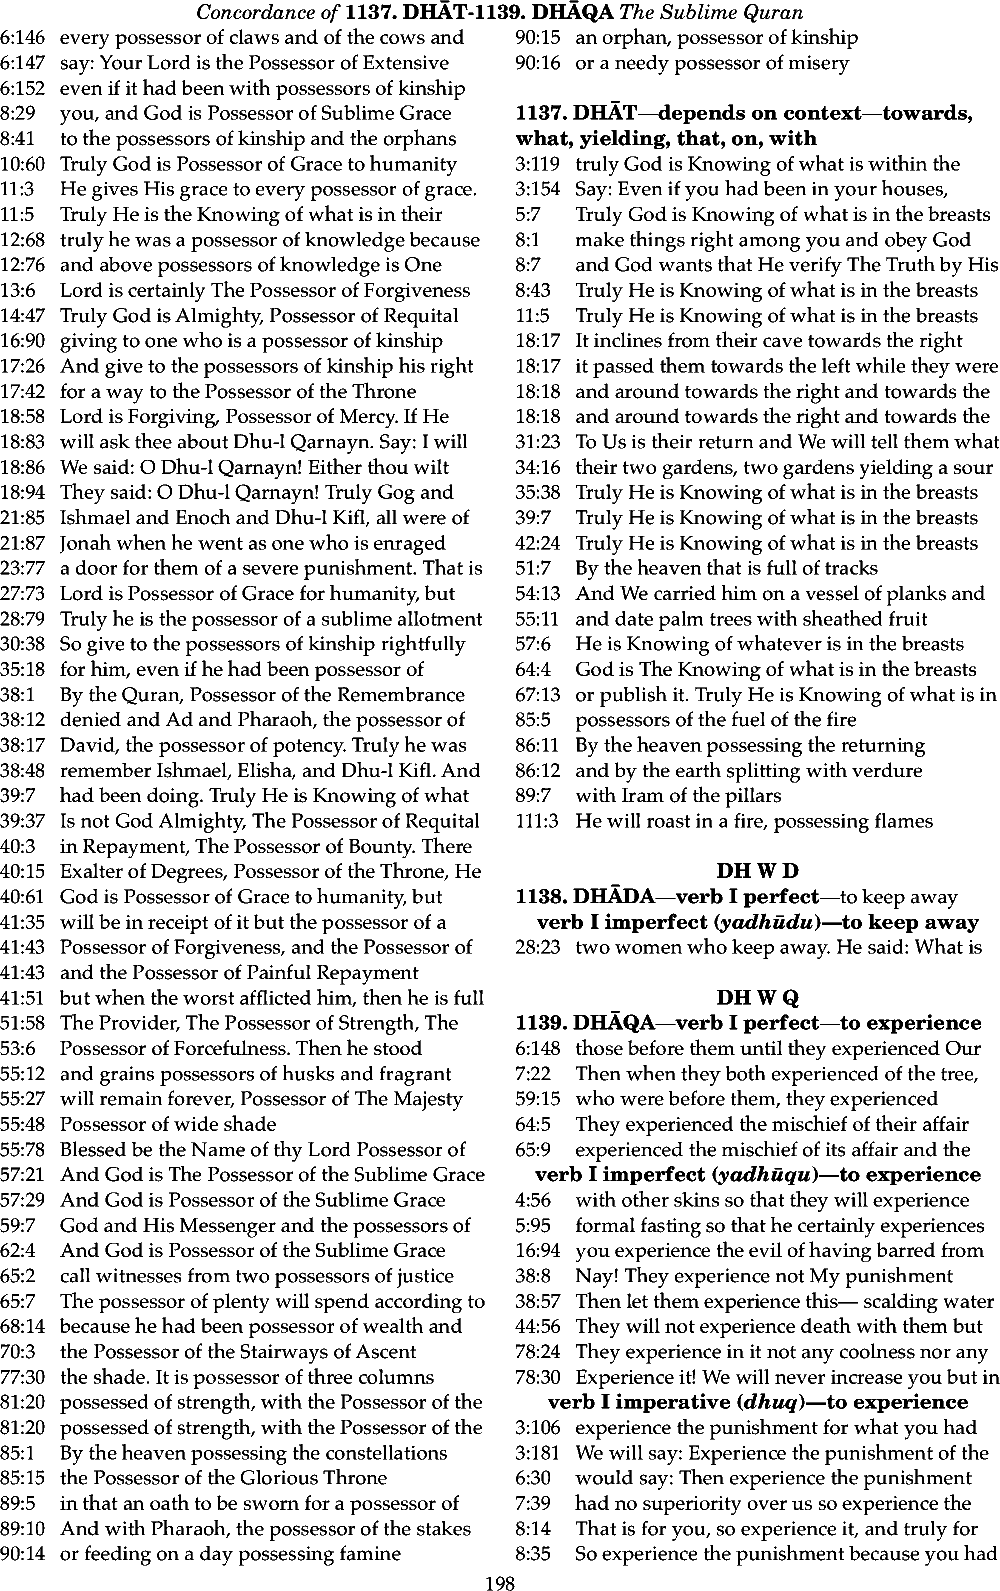 Concordance of 1137. DHĀT-1139. DHĀQA The Sublime Quran
6:146 every possessor of claws and of the cows and
6:147 say: Your Lord is the Possessor of Extensive
6:152 even if it had been with possessors of kinship
8:29 you, and God is Possessor of Sublime Grace
8:41 to the possessors of kinship and the orphans
10:60 Truly God is Possessor of Grace to humanity
11:3 He gives His grace to every possessor of grace.
11:5 Truly He is the Knowing of what is in their
12:68 truly he was a possessor of knowledge because
12:76 and above possessors of knowledge is One
13:6 Lord is certainly The Possessor of Forgiveness
14:47 Truly God is Almighty, Possessor of Requital
16:90 giving to one who is a possessor of kinship
17:26 And give to the possessors of kinship his right
17:42 for a way to the Possessor of the Throne
18:58 Lord is Forgiving, Possessor of Mercy. If He
18:83 will ask thee about Dhu-l Qarnayn. Say: I will
18:86 We said: O Dhu-l Qarnayn! Either thou wilt
18:94 They said: O Dhu-l Qarnayn! Truly Gog and
21:85 Ishmael and Enoch and Dhu-l Kifl, all were of
21:87 Jonah when he went as one who is enraged
23:77 a door for them of a severe punishment. That is
27:73 Lord is Possessor of Grace for humanity, but
28:79 Truly he is the possessor of a sublime allotment
30:38 So give to the possessors of kinship rightfully
35:18 for him, even if he had been possessor of
38:1 By the Quran, Possessor of the Remembrance
38:12 denied and Ad and Pharaoh, the possessor of
38:17 David, the possessor of potency. Truly he was
38:48 remember Ishmael, Elisha, and Dhu-l Kifl. And
39:7 had been doing. Truly He is Knowing of what
39:37 Is not God Almighty, The Possessor of Requital
40:3 in Repayment, The Possessor of Bounty. There
40:15 Exalter of Degrees, Possessor of the Throne, He
40:61 God is Possessor of Grace to humanity, but
41:35 will be in receipt of it but the possessor of a
41:43 Possessor of Forgiveness, and the Possessor of
41:43 and the Possessor of Painful Repayment
41:51 but when the worst afflicted him, then he is full
51:58 The Provider, The Possessor of Strength, The
53:6 Possessor of Forcefulness. Then he stood
55:12 and grains possessors of husks and fragrant
55:27 will remain forever, Possessor of The Majesty
55:48 Possessor of wide shade
55:78 Blessed be the Name of thy Lord Possessor of
57:21 And God is The Possessor of the Sublime Grace
57:29 And God is Possessor of the Sublime Grace
59:7 God and His Messenger and the possessors of
62:4 And God is Possessor of the Sublime Grace
65:2 call witnesses from two possessors of justice
65:7 The possessor of plenty will spend according to
68:14 because he had been possessor of wealth and
70:3 the Possessor of the Stairways of Ascent
77:30 the shade. It is possessor of three columns
81:20 possessed of strength, with the Possessor of the
81:20 possessed of strength, with the Possessor of the
85:1 By the heaven possessing the constellations
85:15 the Possessor of the Glorious Throne
89:5 in that an oath to be sworn for a possessor of
89:10 And with Pharaoh, the possessor of the stakes
90:14 or feeding on a day possessing famine
90:15 an orphan, possessor of kinship
90:16 or a needy possessor of misery
1137. DHĀT—depends on context—towards,
what, yielding, that, on, with
3:119 truly God is Knowing of what is within the
3:154 Say: Even if you had been in your houses,
5:7 Truly God is Knowing of what is in the breasts
8:1 make things right among you and obey God
8:7 and God wants that He verify The Truth by His
8:43 Truly He is Knowing of what is in the breasts
11:5 Truly He is Knowing of what is in the breasts
18:17 It inclines from their cave towards the right
18:17 it passed them towards the left while they were
18:18 and around towards the right and towards the
18:18 and around towards the right and towards the
31:23 To Us is their return and We will tell them what
34:16 their two gardens, two gardens yielding a sour
35:38 Truly He is Knowing of what is in the breasts
39:7 Truly He is Knowing of what is in the breasts
42:24 Truly He is Knowing of what is in the breasts
51:7 By the heaven that is full of tracks
54:13 And We carried him on a vessel of planks and
55:11 and date palm trees with sheathed fruit
57:6 He is Knowing of whatever is in the breasts
64:4 God is The Knowing of what is in the breasts
67:13 or publish it. Truly He is Knowing of what is in
85:5 possessors of the fuel of the fire
86:11 By the heaven possessing the returning
86:12 and by the earth splitting with verdure
89:7 with Iram of the pillars
111:3 He will roast in a fire, possessing flames
DH W D
1138. DHĀDA—verb I perfect—to keep away
verb I imperfect (yadhūdu)—to keep away
28:23 two women who keep away. He said: What is
DH W Q
1139. DHĀQA—verb I perfect—to experience
6:148 those before them until they experienced Our
7:22 Then when they both experienced of the tree,
59:15 who were before them, they experienced
64:5 They experienced the mischief of their affair
65:9 experienced the mischief of its affair and the
verb I imperfect (yadhūqu)—to experience
4:56 with other skins so that they will experience
5:95 formal fasting so that he certainly experiences
16:94 you experience the evil of having barred from
38:8 Nay! They experience not My punishment
38:57 Then let them experience this— scalding water
44:56 They will not experience death with them but
78:24 They experience in it not any coolness nor any
78:30 Experience it! We will never increase you but in
verb I imperative (dhuq)—to experience
3:106 experience the punishment for what you had
3:181 We will say: Experience the punishment of the
6:30 would say: Then experience the punishment
7:39 had no superiority over us so experience the
8:14 That is for you, so experience it, and truly for
8:35 So experience the punishment because you had
198